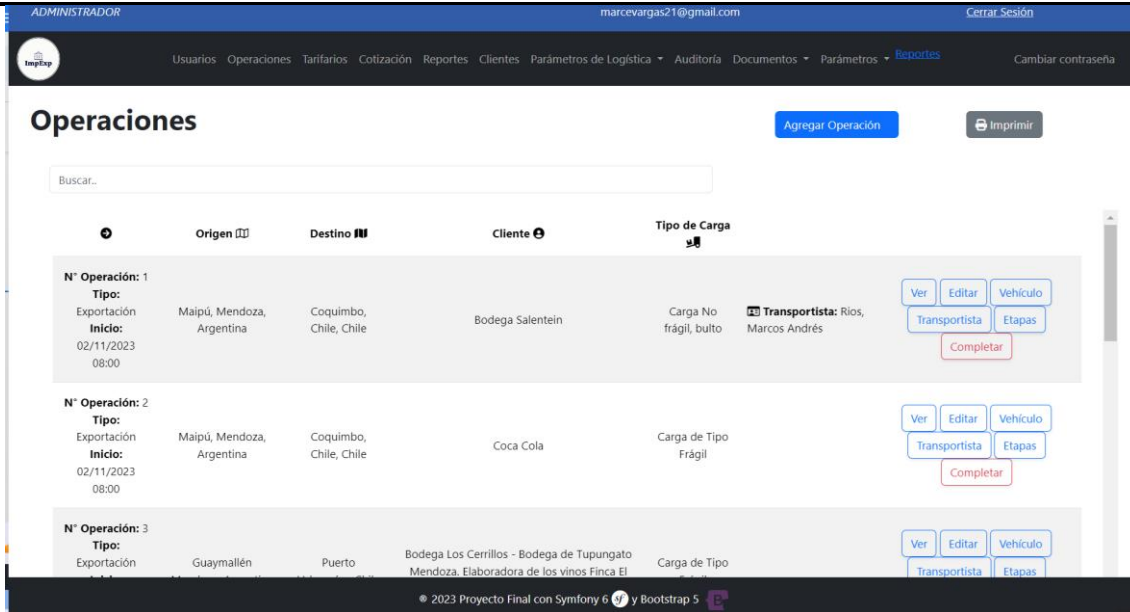 ADMINISTRADOR marcevargas21@gmail.com Cerrar Sesión
ImpExp Usuarios Operaciones Tarifarios Cotización Reportes Clientes Parámetros de Logística Auditoría Documentos Parámetros Reportes Cambiar contraseña
Operaciones Agregar Operación Imprimir
Buscar..
Origen Destino Cliente Tipo de Carga
N° Operación: 1
Tipo:
Exportación
Inicio:
02/11/2023
08:00
Maipú, Mendoza,
Argentina
Coquimbo,
Chile, Chile
Bodega Salentein
Carga No
frágil, bulto
Transportista: Rios,
Marcos Andrés
Ver Editar Vehículo
Transportista Etapas
Completar
N° Operación: 2
Tipo:
Exportación
Inicio:
02/11/2023
08:00
Maipú, Mendoza,
Argentina
Coquimbo,
Chile, Chile
Coca Cola
Carga de Tipo
Frágil
Ver Editar Vehículo
Transportista Etapas
Completar
N° Operación: 3
Tipo:
Exportación
Guaymallén
Puerto
Bodega Los Cerrillos - Bodega de Tupungato
Mendoza. Elaboradora de los vinos Finca El
Carga de Tipo
Ver Editar Vehículo
Transportista Etapas
® 2023 Proyecto Final con Symfony 6 sf y Bootstrap 5 B